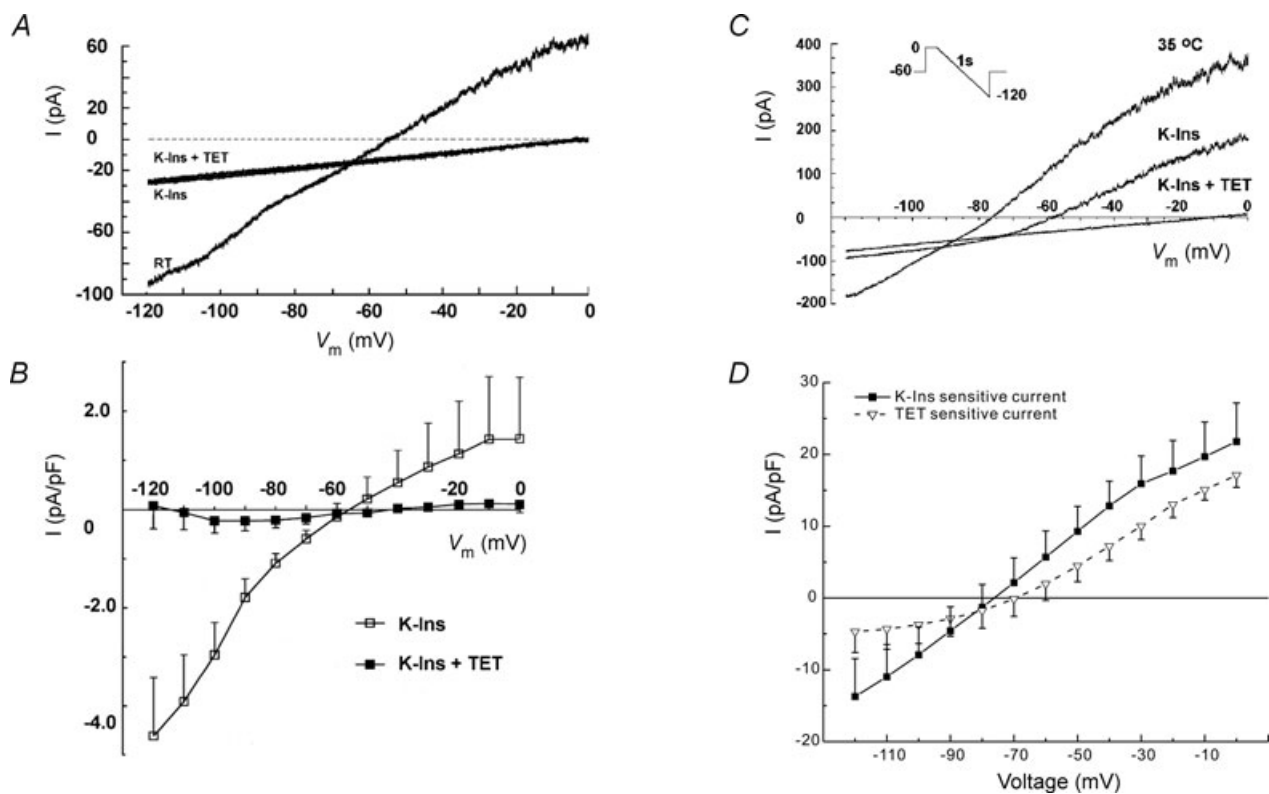 A
60
40
20
0
-20
-40
-60
-80
-100
I (pA)
K-Ins + TET
K-Ins
RT
-120 -100 -80 -60 -40 -20 0
Vm (mV)
B
2.0
0
-2.0
-4.0
I (pA/pF)
-120 -100 -80 -60 -20 0
Vm (mV)
K-Ins
K-Ins + TET
C
400
300
200
100
0
-100
-200
I (pA)
0
1s
-60
-120
35 ºC
K-Ins
K-Ins + TET
-100 -80 -60 -40 -20 0
Vm (mV)
D
K-Ins sensitive current
TET sensitive current
30
20
10
0
-10
-20
I (pA/pF)
-110 -90 -70 -50 -30 -10
Voltage (mV)